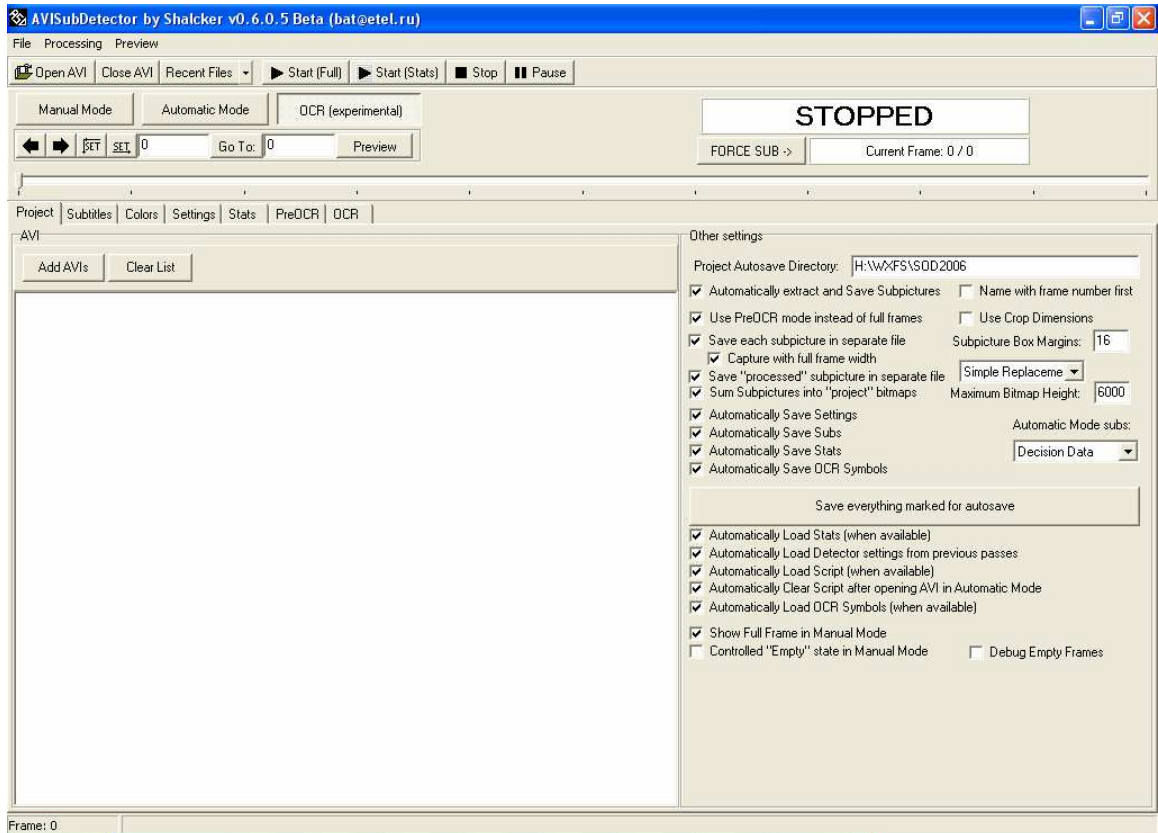 AVISubDetector by Shalcker v0.6.0.5 Beta (bat@etel.ru)
File Processing Preview
Open AVI Close AVI Recent Files Start (Full) Start (Stats) Stop Pause
Manual Mode Automatic Mode OCR (experimental)
STOPPED
SET SET 0 Go To: 0 Preview
FORCE SUB -> Current Frame: 0 / 0
Project Subtitles Colors Settings Stats PreOCR OCR
AVI
Add AVIs Clear List
Other settings
Project Autosave Directory: H:\WXFS\SOD2006
Automatically extract and Save Subpictures Name with frame number first
Use PreOCR mode instead of full frames Use Crop Dimensions
Save each subpicture in separate file Subpicture Box Margins: 16
Capture with full frame width
Save "processed" subpicture in separate file Simple Replaceme
Sum Subpictures into "project" bitmaps Maximum Bitmap Height: 6000
Automatically Save Settings
Automatic Mode subs:
Automatically Save Subs
Automatically Save Stats Decision Data
Automatically Save OCR Symbols
Save everything marked for autosave
Automatically Load Stats (when available)
Automatically Load Detector settings from previous passes
Automatically Load Script (when available)
Automatically Clear Script after opening AVI in Automatic Mode
Automatically Load OCR Symbols (when available)
Show Full Frame in Manual Mode
Controlled "Empty" state in Manual Mode Debug Empty Frames
Frame: 0